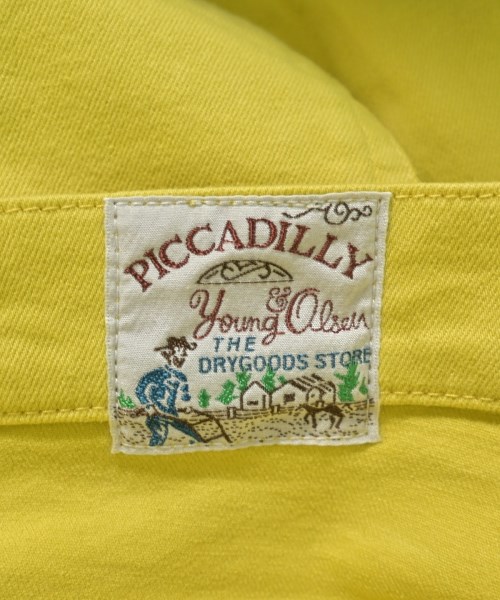 PICCADILLY
&
Young Olsen
THE
DRYGOODS STORE